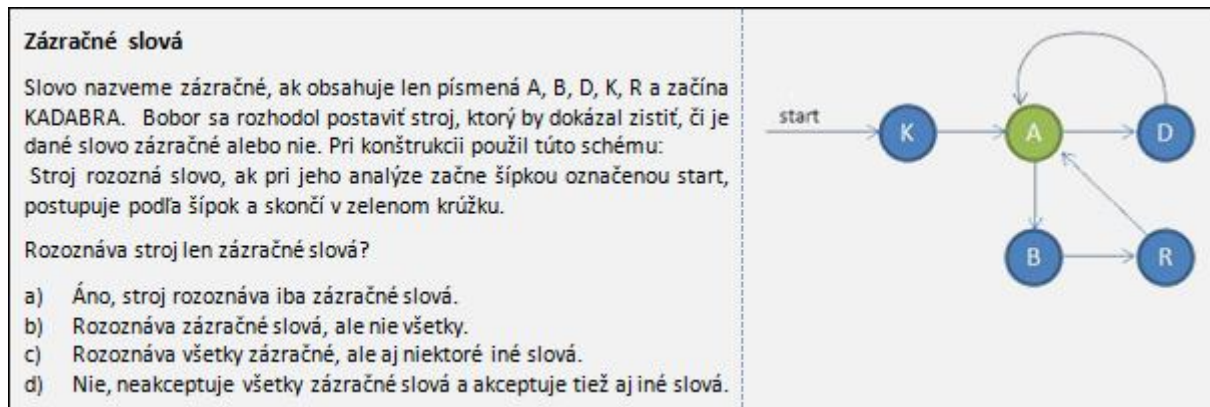 Zázračné slová
Slovo nazveme zázračné, ak obsahuje len písmená A, B, D, K, R a začína
KADABRA. Bobor sa rozhodol postaviť stroj, ktorý by dokázal zistiť, či je
dané slovo zázračné alebo nie. Pri konštrukcii použil túto schému:
Stroj rozozná slovo, ak pri jeho analýze začne šípkou označenou start,
postupuje podľa šípok a skončí v zelenom krúžku.
Rozoznáva stroj len zázračné slová?
a) Áno, stroj rozoznáva iba zázračné slová.
b) Rozoznáva zázračné slová, ale nie všetky.
c) Rozoznáva všetky zázračné, ale aj niektoré iné slová.
d) Nie, neakceptuje všetky zázračné slová a akceptuje tiež aj iné slová.
start
K A D
B R